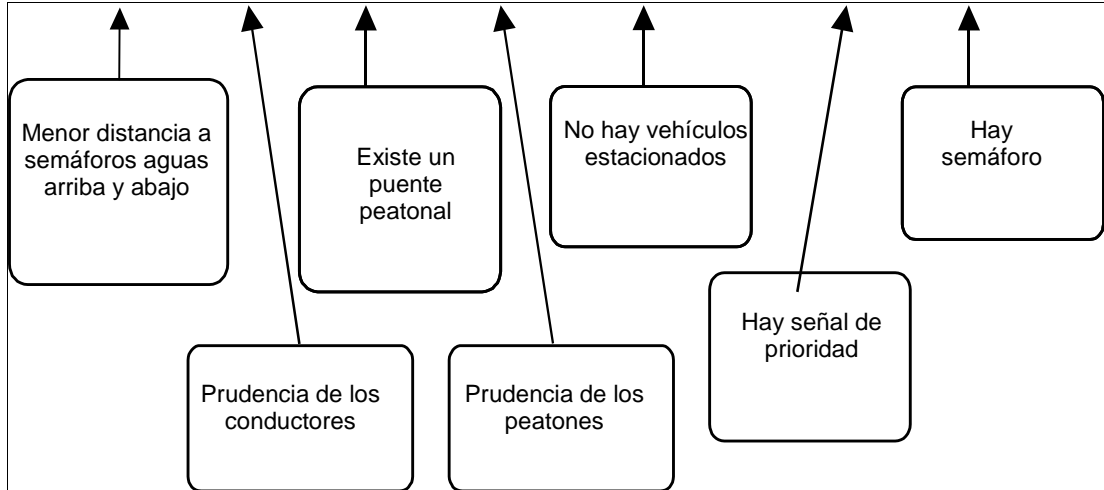 Menor distancia a
semáforos aguas
arriba y abajo
Existe un
puente
peatonal
No hay vehículos
estacionados
Hay
semáforo
Hay señal de
prioridad
Prudencia de los
conductores
Prudencia de los
peatones